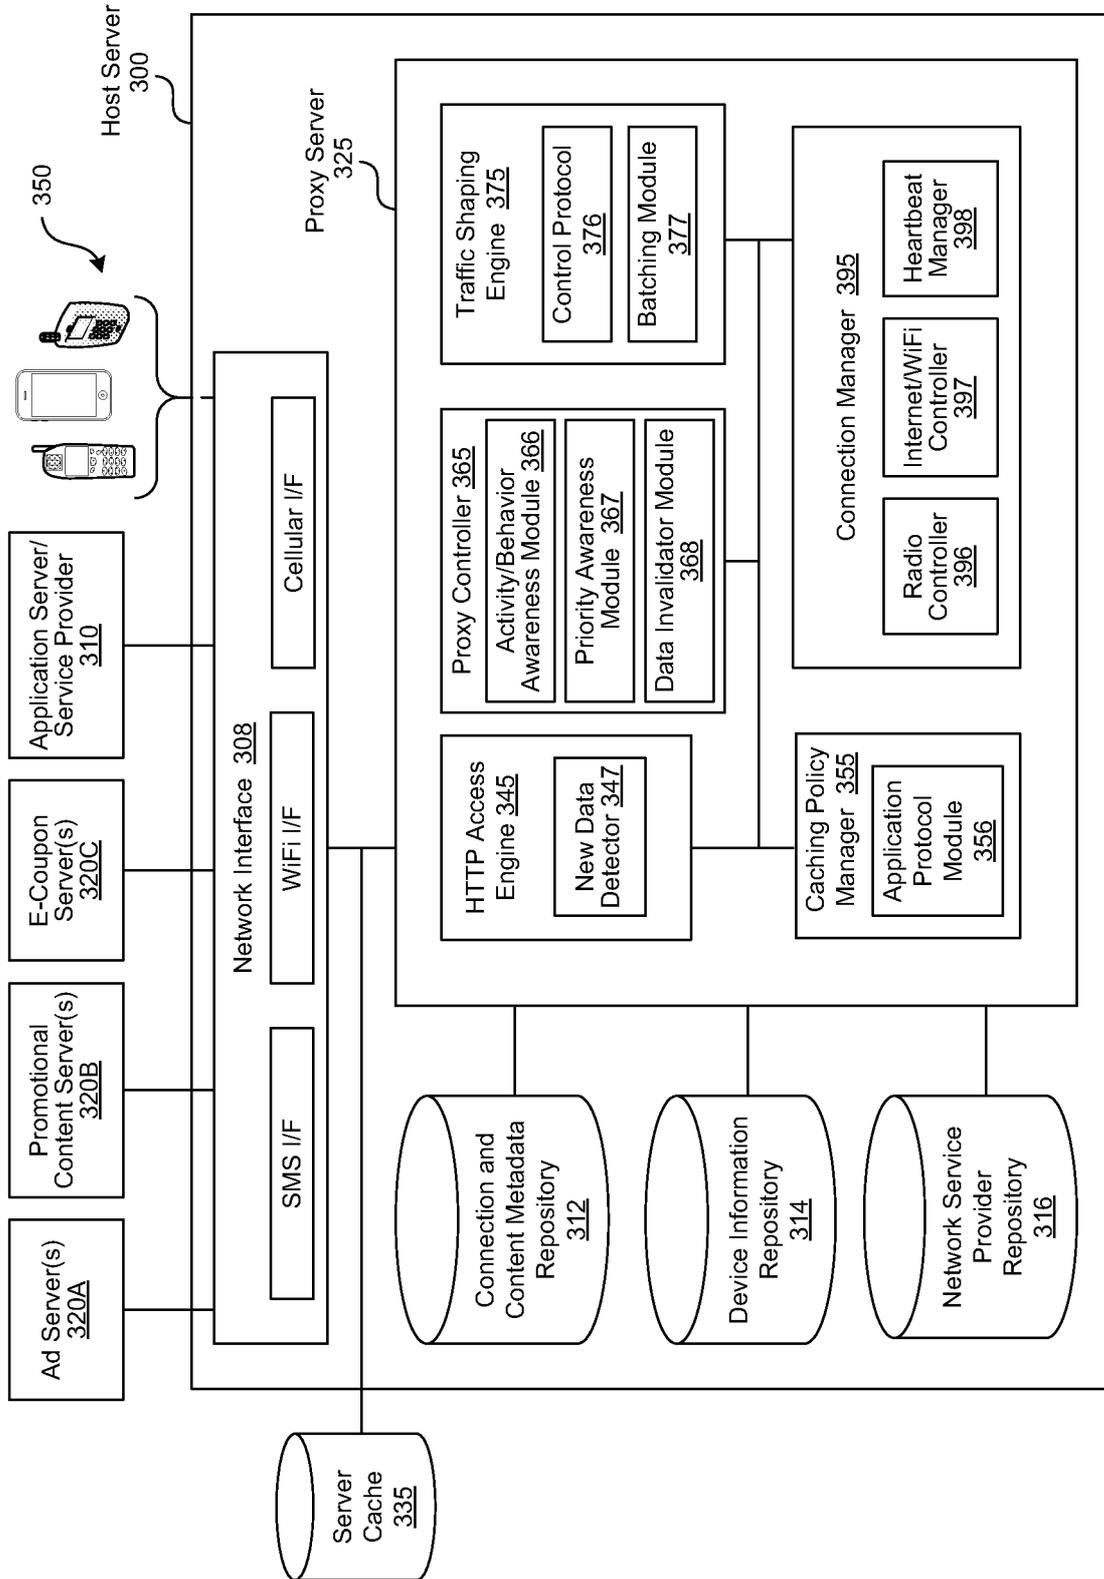 Ad Server(s)
320A
Promotional
Content Server(s)
320B
E-Coupon
Server(s)
320C
Application Server/
Service Provider
310
350
Host Server
300
Network Interface 308
SMS I/F
WiFi I/F
Cellular I/F
Server
Cache
335
Proxy Server
325
Connection and
Content Metadata
Repository
312
Device Information
Repository
314
Network Service
Provider
Repository
316
HTTP Access
Engine 345
New Data
Detector 347
Proxy Controller 365
Activity/Behavior
Awareness Module 366
Priority Awareness
Module 367
Data Invalidator Module
368
Traffic Shaping
Engine 375
Control Protocol
376
Batching Module
377
Caching Policy
Manager 355
Application
Protocol
Module
356
Connection Manager 395
Radio
Controller
396
Internet/WiFi
Controller
397
Heartbeat
Manager
398